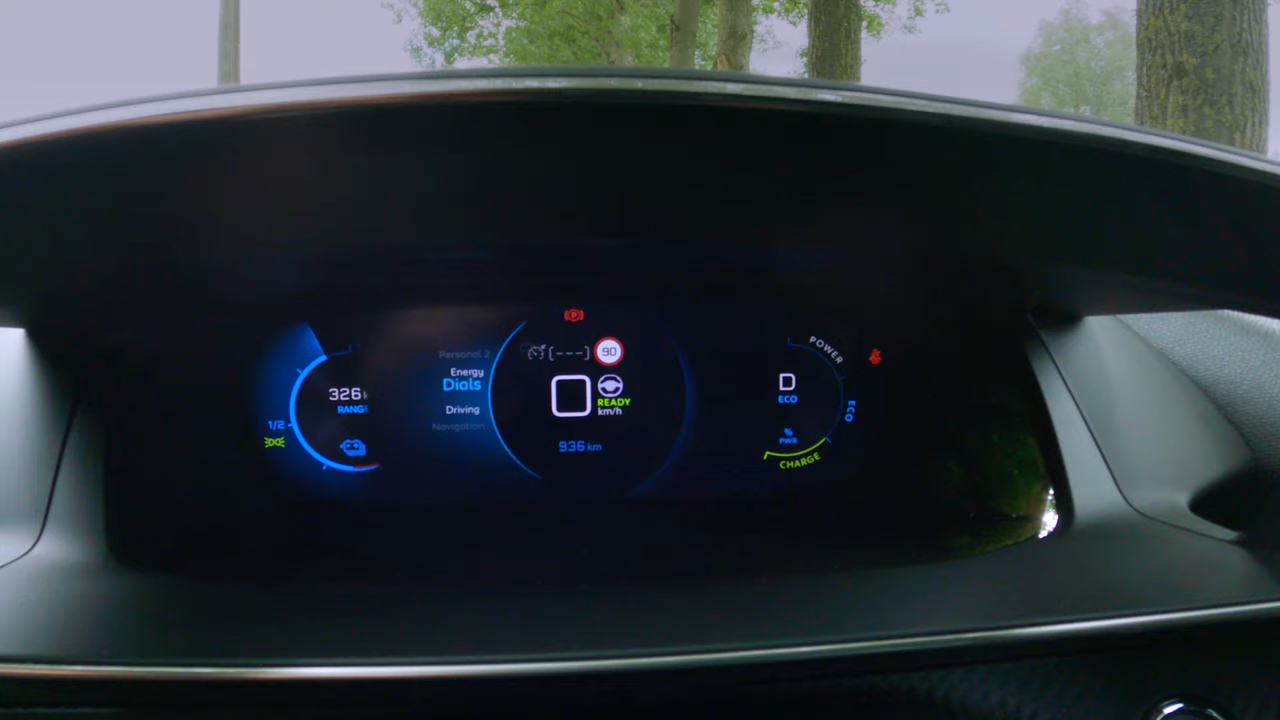 326
RANGE
1/2
Personal 2
Energy
Dials
Driving
Navigation
(P)
[---] 90
0
READY
km/h
936 km
D
ECO
%
PWR
POWER
ECO
CHARGE